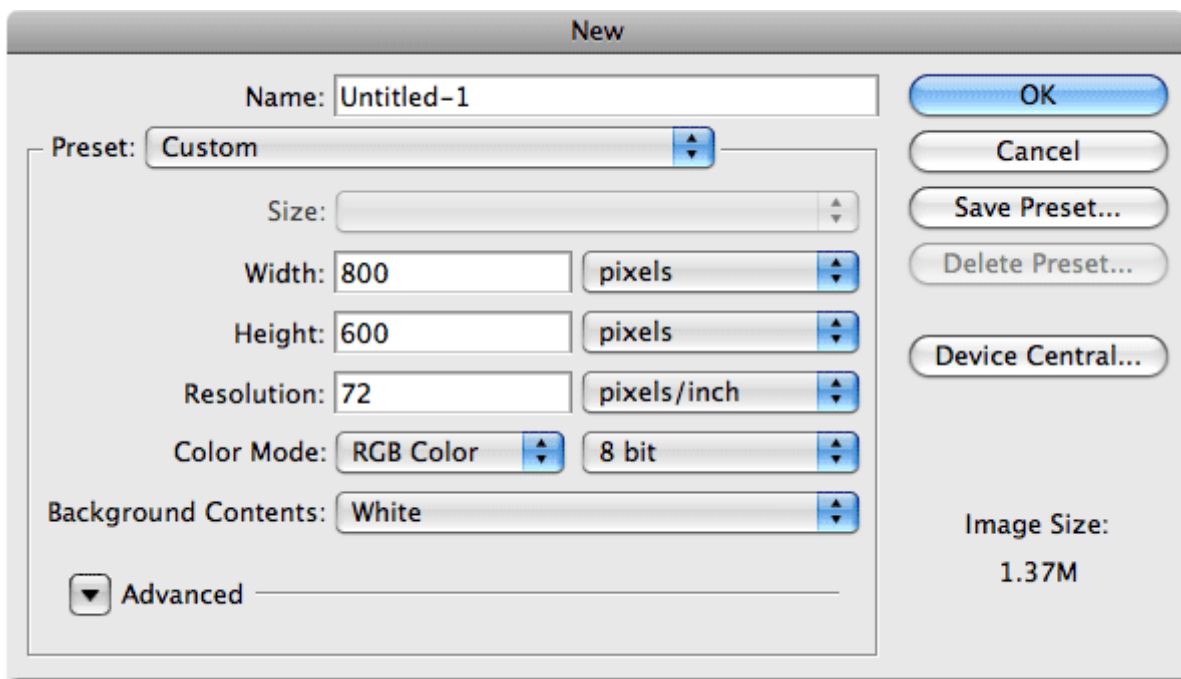 New
Name: Untitled-1
OK
Preset: Custom
Cancel
Size:
Save Preset...
Width: 800 pixels
Delete Preset...
Height: 600 pixels
Device Central...
Resolution: 72 pixels/inch
Color Mode: RGB Color 8 bit
Background Contents: White
Image Size:
1.37M
Advanced